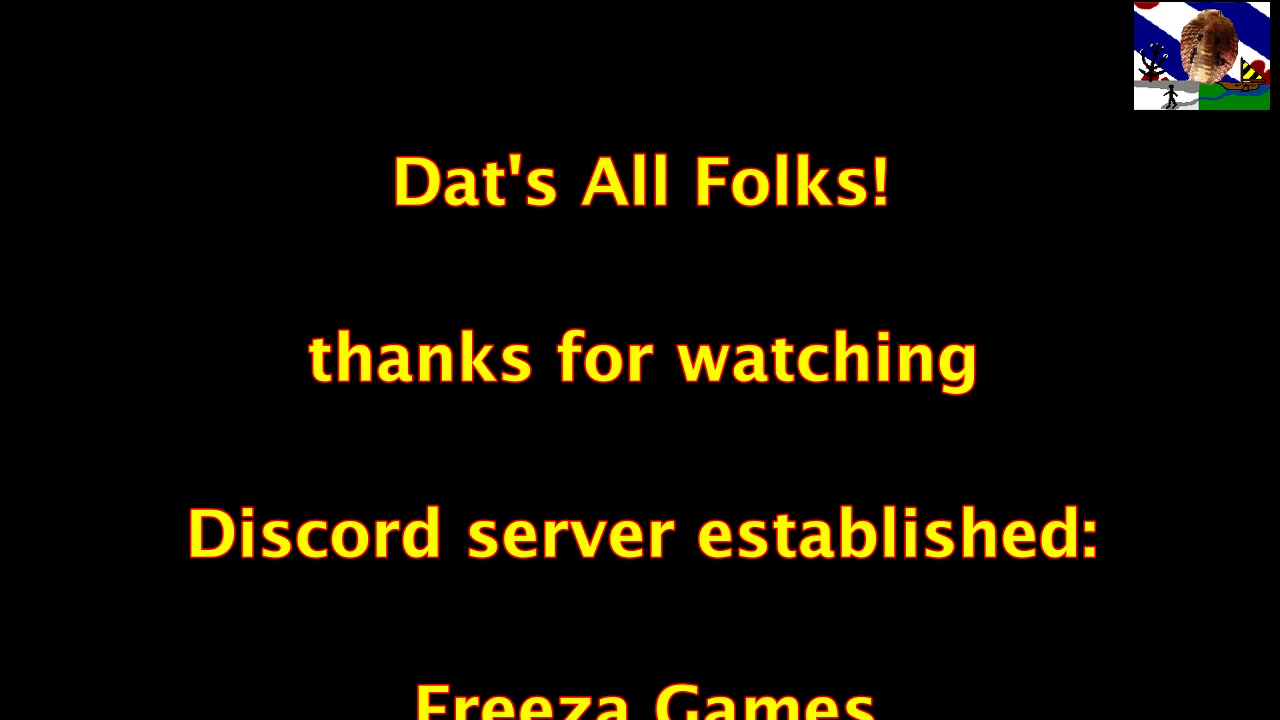 Dat's All Folks!
thanks for watching
Discord server established:
Freeza Games